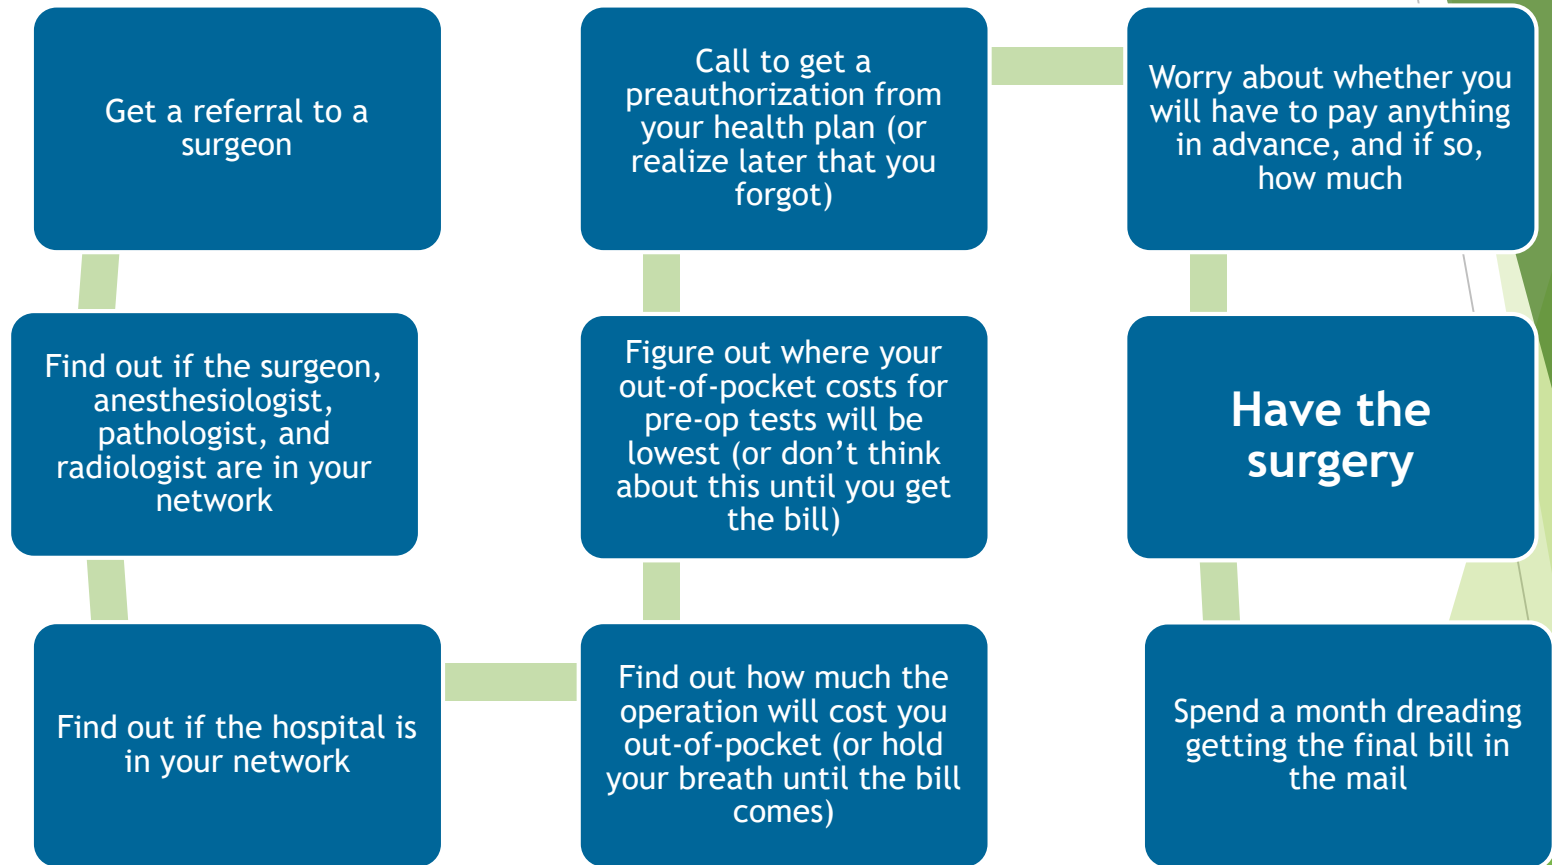 Get a referral to a
surgeon
Find out if the surgeon,
anesthesiologist,
pathologist, and
radiologist are in your
network
Find out if the hospital is
in your network
Find out how much the
operation will cost you
out-of-pocket (or hold
your breath until the bill
comes)
Figure out where your
out-of-pocket costs for
pre-op tests will be
lowest (or don’t think
about this until you get
the bill)
Call to get a
preauthorization from
your health plan (or
realize later that you
forgot)
Worry about whether you
will have to pay anything
in advance, and if so,
how much
Have the
surgery
Spend a month dreading
getting the final bill in
the mail